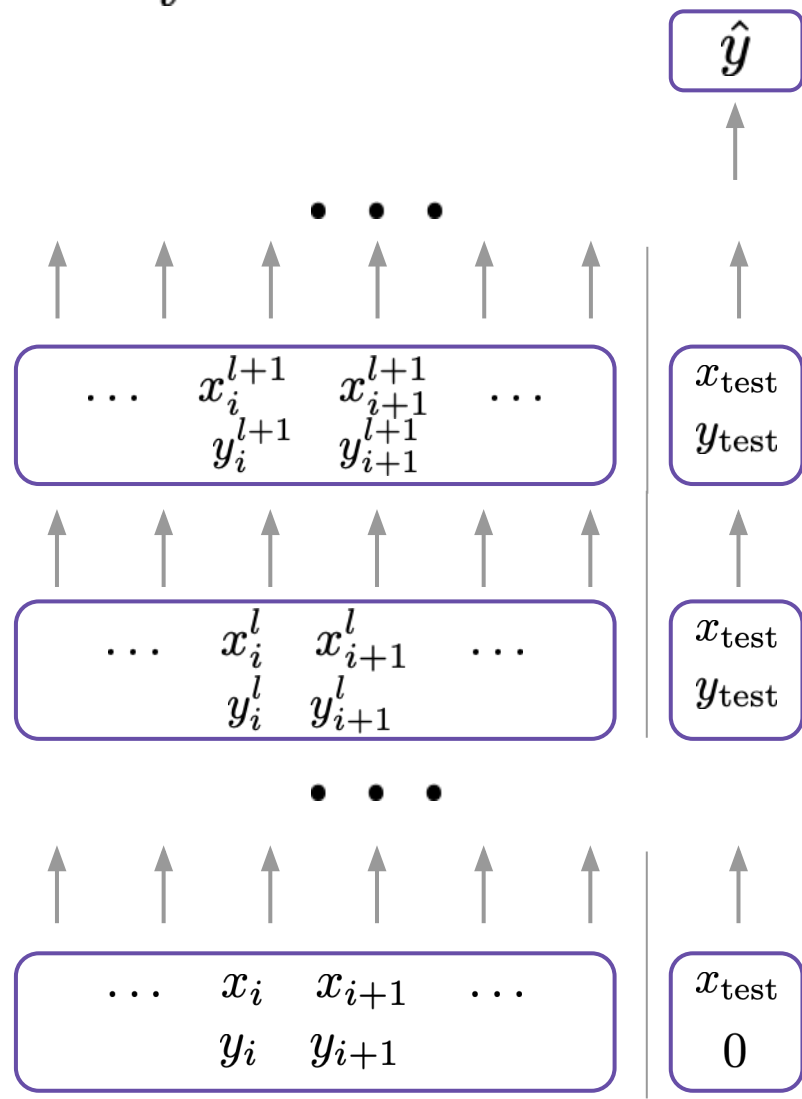 ŷ
. . .
. . . x_i^{l+1} x_{i+1}^{l+1} . . . x_test
y_i^{l+1} y_{i+1}^{l+1} y_test
. . . x_i^l x_{i+1}^l . . . x_test
y_i^l y_{i+1}^l y_test
. . .
. . . x_i x_{i+1} . . . x_test
y_i y_{i+1} 0